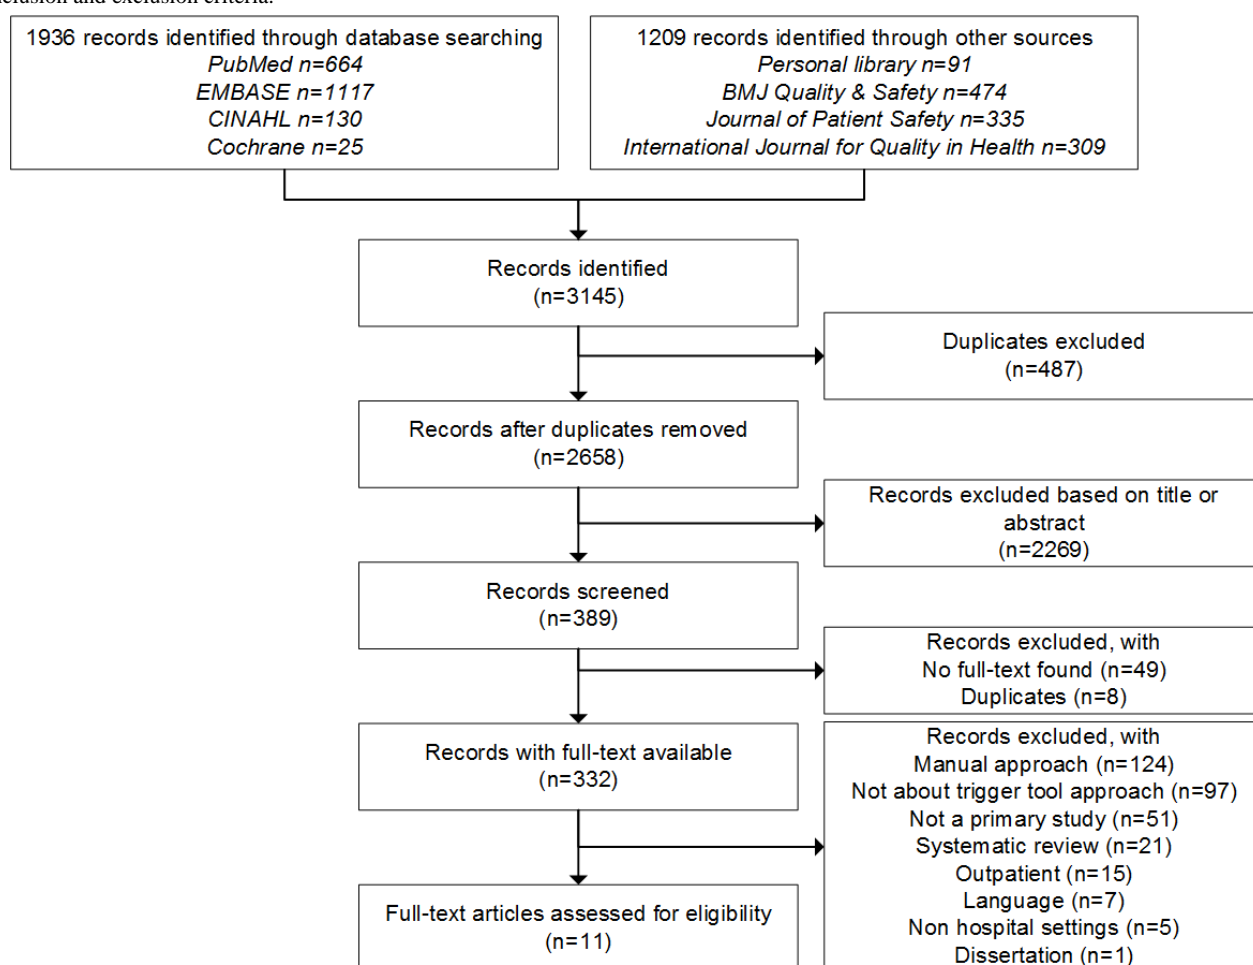 1936 records identified through database searching
PubMed n=664
EMBASE n=1117
CINAHL n=130
Cochrane n=25
1209 records identified through other sources
Personal library n=91
BMJ Quality & Safety n=474
Journal of Patient Safety n=335
International Journal for Quality in Health n=309
Records identified
(n=3145)
Duplicates excluded
(n=487)
Records after duplicates removed
(n=2658)
Records excluded based on title or
abstract
(n=2269)
Records screened
(n=389)
Records excluded, with
No full-text found (n=49)
Duplicates (n=8)
Records with full-text available
(n=332)
Records excluded, with
Manual approach (n=124)
Not about trigger tool approach (n=97)
Not a primary study (n=51)
Systematic review (n=21)
Outpatient (n=15)
Language (n=7)
Non hospital settings (n=5)
Dissertation (n=1)
Full-text articles assessed for eligibility
(n=11)